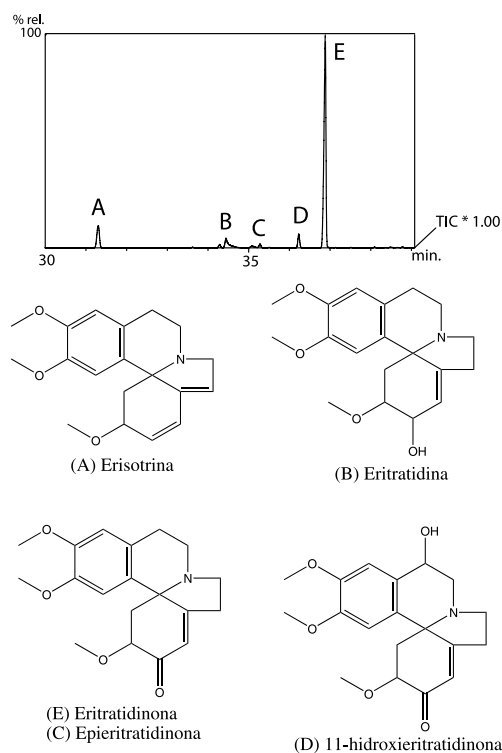 % rel.
100
E
A
B
C
D
TIC * 1.00
30
35
min.
O
O
N
O
(A) Erisotrina
O
O
N
O
OH
(B) Eritratidina
O
O
N
O
O
(E) Eritratidinona
(C) Epieritratidinona
OH
O
O
N
O
O
(D) 11-hidroxieritratidinona